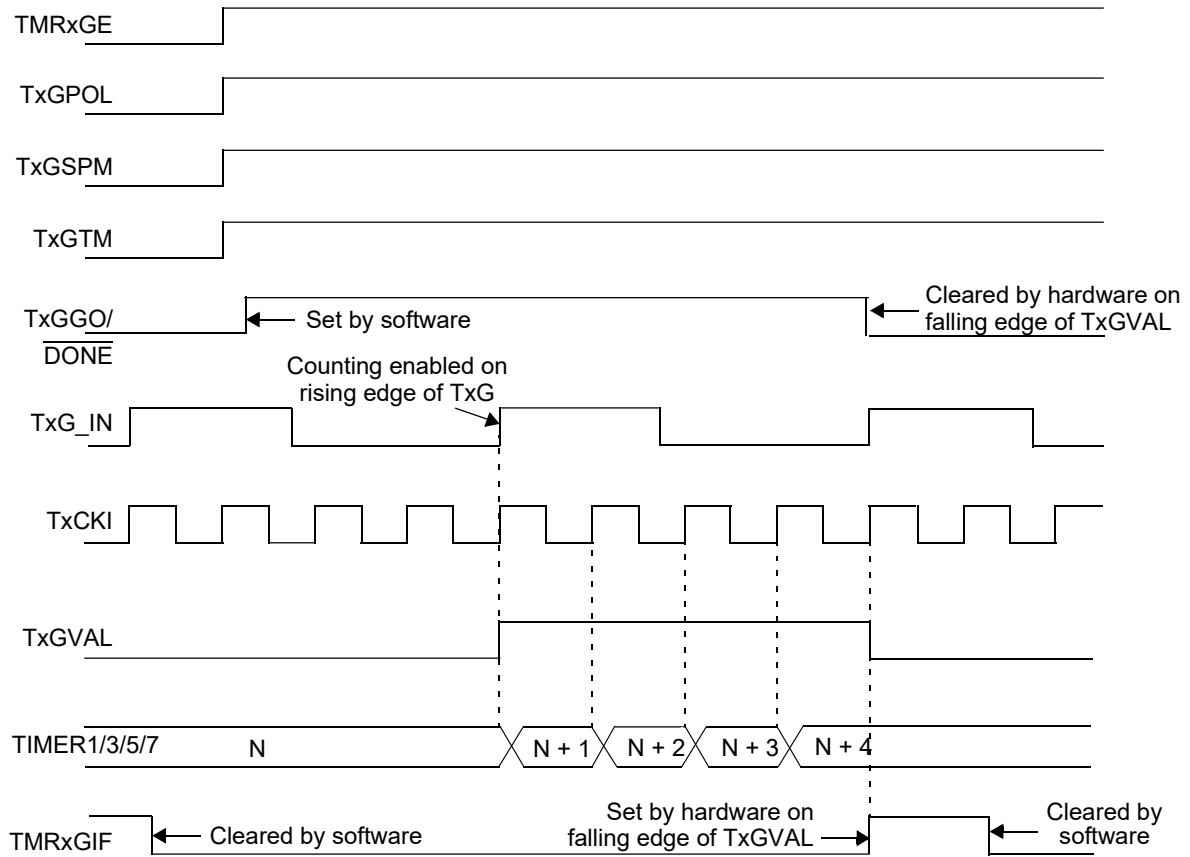 TMRxGE
TxGPOL
TxGSPM
TxGTM
TxGGO/
DONE
Set by software
Cleared by hardware on
falling edge of TxGVAL
Counting enabled on
rising edge of TxG
TxG_IN
TxCKI
TxGVAL
TIMER1/3/5/7
N
N + 1
N + 2
N + 3
N + 4
TMRxGIF
Cleared by software
Set by hardware on
falling edge of TxGVAL
Cleared by
software